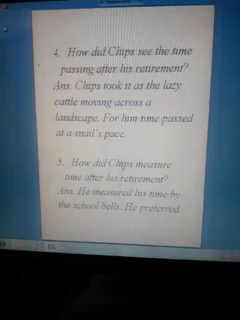 4. How did Chips see the time
passing after his retirement?
Ans. Chips took it as the lazy
cattle moving across a
landscape. For him time passed
at a snail's pace.
5. How did Chips measure
time after his retirement?
Ans. He measured his time by
the school bells. He preferred